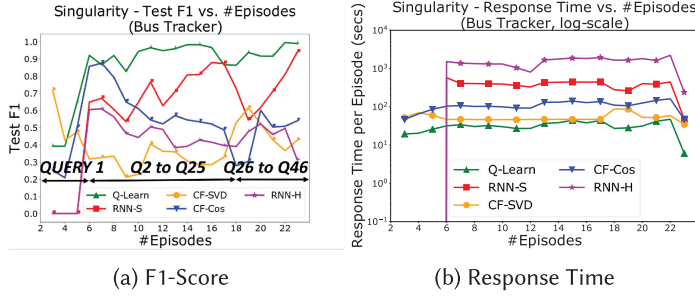 Singularity - Test F1 vs. #Episodes
(Bus Tracker)
Test F1
1.0
0.9
0.8
0.7
0.6
0.5
0.4
0.3
0.2
0.1
0.0
QUERY 1 Q2 to Q25 Q26 to Q46
Q-Learn CF-SVD RNN-H
RNN-S CF-Cos
2 4 6 8 10 12 14 16 18 20 22 24
#Episodes
(a) F1-Score
Singularity - Response Time vs. #Episodes
(Bus Tracker, log-scale)
Response Time per Episode (secs)
10^4
10^3
10^2
10^1
10^0
10^-1
Q-Learn CF-Cos
RNN-S RNN-H
CF-SVD
2 4 6 8 10 12 14 16 18 20 22
#Episodes
(b) Response Time